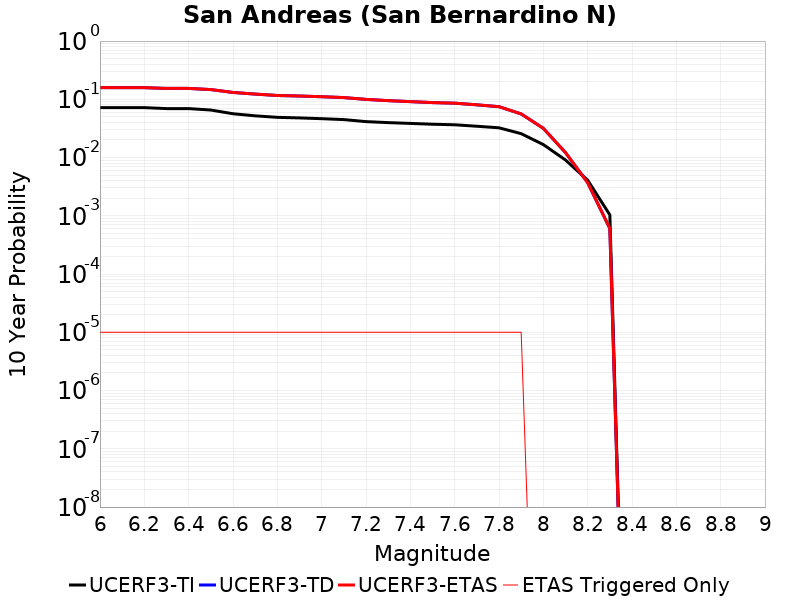 San Andreas (San Bernardino N)
10 Year Probability
10^0
10^-1
10^-2
10^-3
10^-4
10^-5
10^-6
10^-7
10^-8
6 6.2 6.4 6.6 6.8 7 7.2 7.4 7.6 7.8 8 8.2 8.4 8.6 8.8 9
Magnitude
UCERF3-TI UCERF3-TD UCERF3-ETAS ETAS Triggered Only